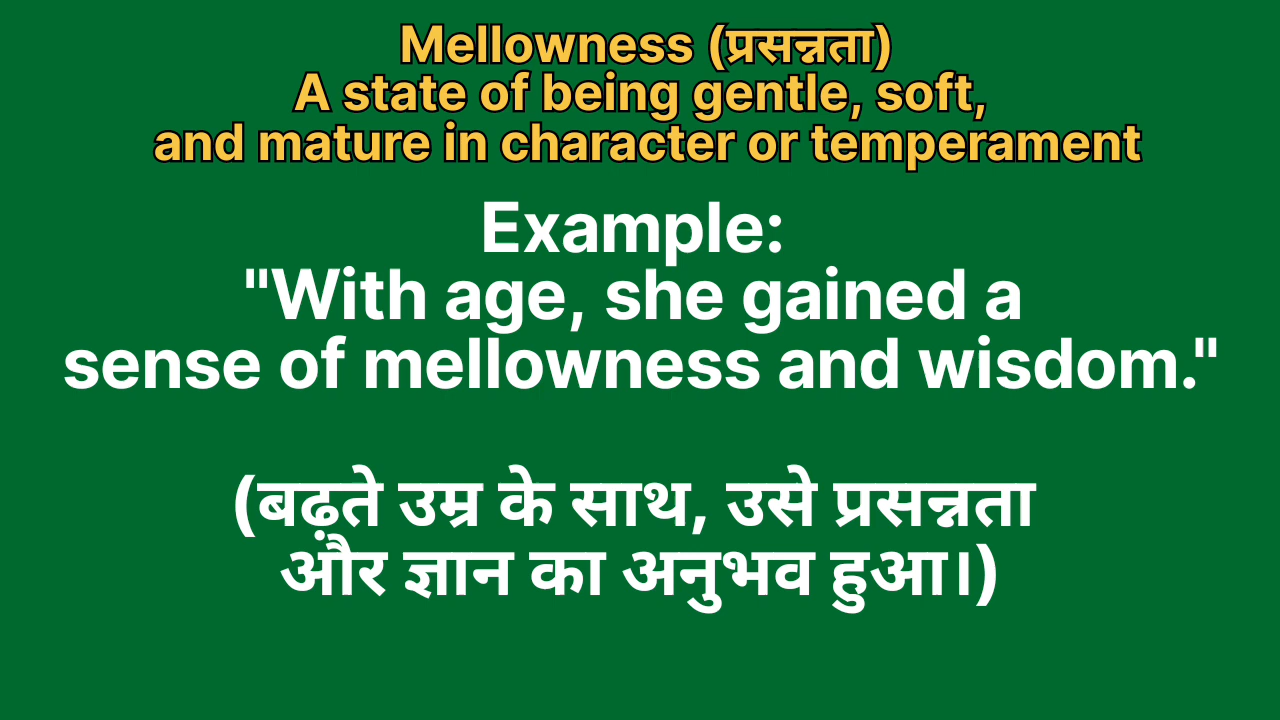 Mellowness (प्रसन्नता)
A state of being gentle, soft,
and mature in character or temperament
Example:
"With age, she gained a
sense of mellowness and wisdom."
(बढ़ते उम्र के साथ, उसे प्रसन्नता
और ज्ञान का अनुभव हुआ।)